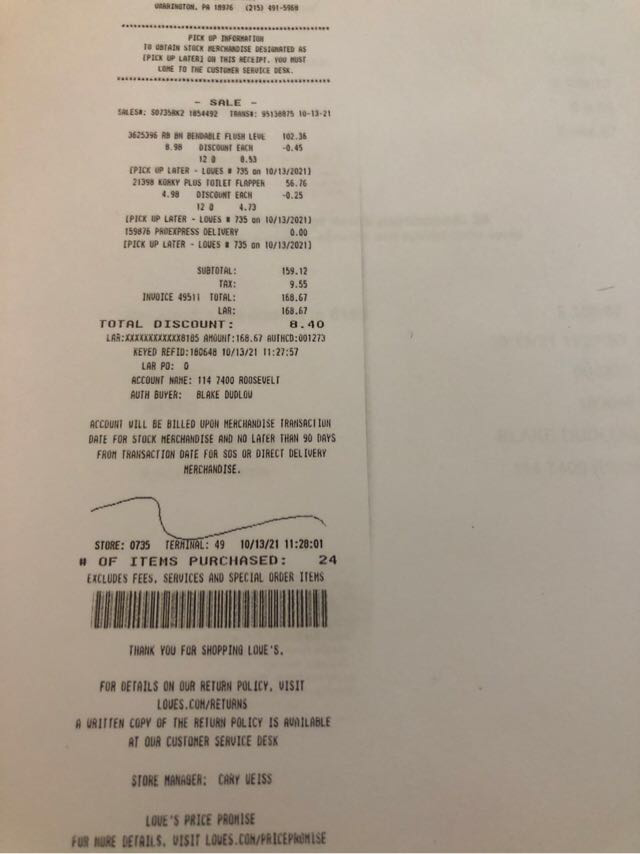 WARRINGTON, PA 18976 (215) 491-5968
****************************************
PICK UP INFORMATION
TO OBTAIN STOCK MERCHANDISE DESIGNATED AS
[PICK UP LATER] ON THIS RECEIPT, YOU MUST
COME TO THE CUSTOMER SERVICE DESK.
****************************************
- SALE -
SALES#: S0735RK2 1854492 TRANS#: 95138875 10-13-21
3625396 RB BN BENDABLE FLUSH LEVE 102.36
8.98 DISCOUNT EACH -0.45
12 @ 8.53
[PICK UP LATER - LOWES # 735 on 10/13/2021]
21398 KORKY PLUS TOILET FLAPPER 56.76
4.98 DISCOUNT EACH -0.25
12 @ 4.73
[PICK UP LATER - LOWES # 735 on 10/13/2021]
159876 PROEXPRESS DELIVERY 0.00
[PICK UP LATER - LOWES # 735 on 10/13/2021]
SUBTOTAL: 159.12
TAX: 9.55
INVOICE 49511 TOTAL: 168.67
LAR: 168.67
TOTAL DISCOUNT: 8.40
LAR:XXXXXXXXXXXX8185 AMOUNT:168.67 AUTHCD:001273
KEYED REFID:180648 10/13/21 11:27:57
LAR PO: 0
ACCOUNT NAME: 114 7400 ROOSEVELT
AUTH BUYER: BLAKE DUDLOW
ACCOUNT WILL BE BILLED UPON MERCHANDISE TRANSACTION
DATE FOR STOCK MERCHANDISE AND NO LATER THAN 90 DAYS
FROM TRANSACTION DATE FOR SOS OR DIRECT DELIVERY
MERCHANDISE.
STORE: 0735 TERMINAL: 49 10/13/21 11:28:01
# OF ITEMS PURCHASED: 24
EXCLUDES FEES, SERVICES AND SPECIAL ORDER ITEMS
THANK YOU FOR SHOPPING LOWE'S.
FOR DETAILS ON OUR RETURN POLICY, VISIT
LOWES.COM/RETURNS
A WRITTEN COPY OF THE RETURN POLICY IS AVAILABLE
AT OUR CUSTOMER SERVICE DESK
STORE MANAGER: CARY WEISS
LOWE'S PRICE PROMISE
FOR MORE DETAILS, VISIT LOWES.COM/PRICEPROMISE